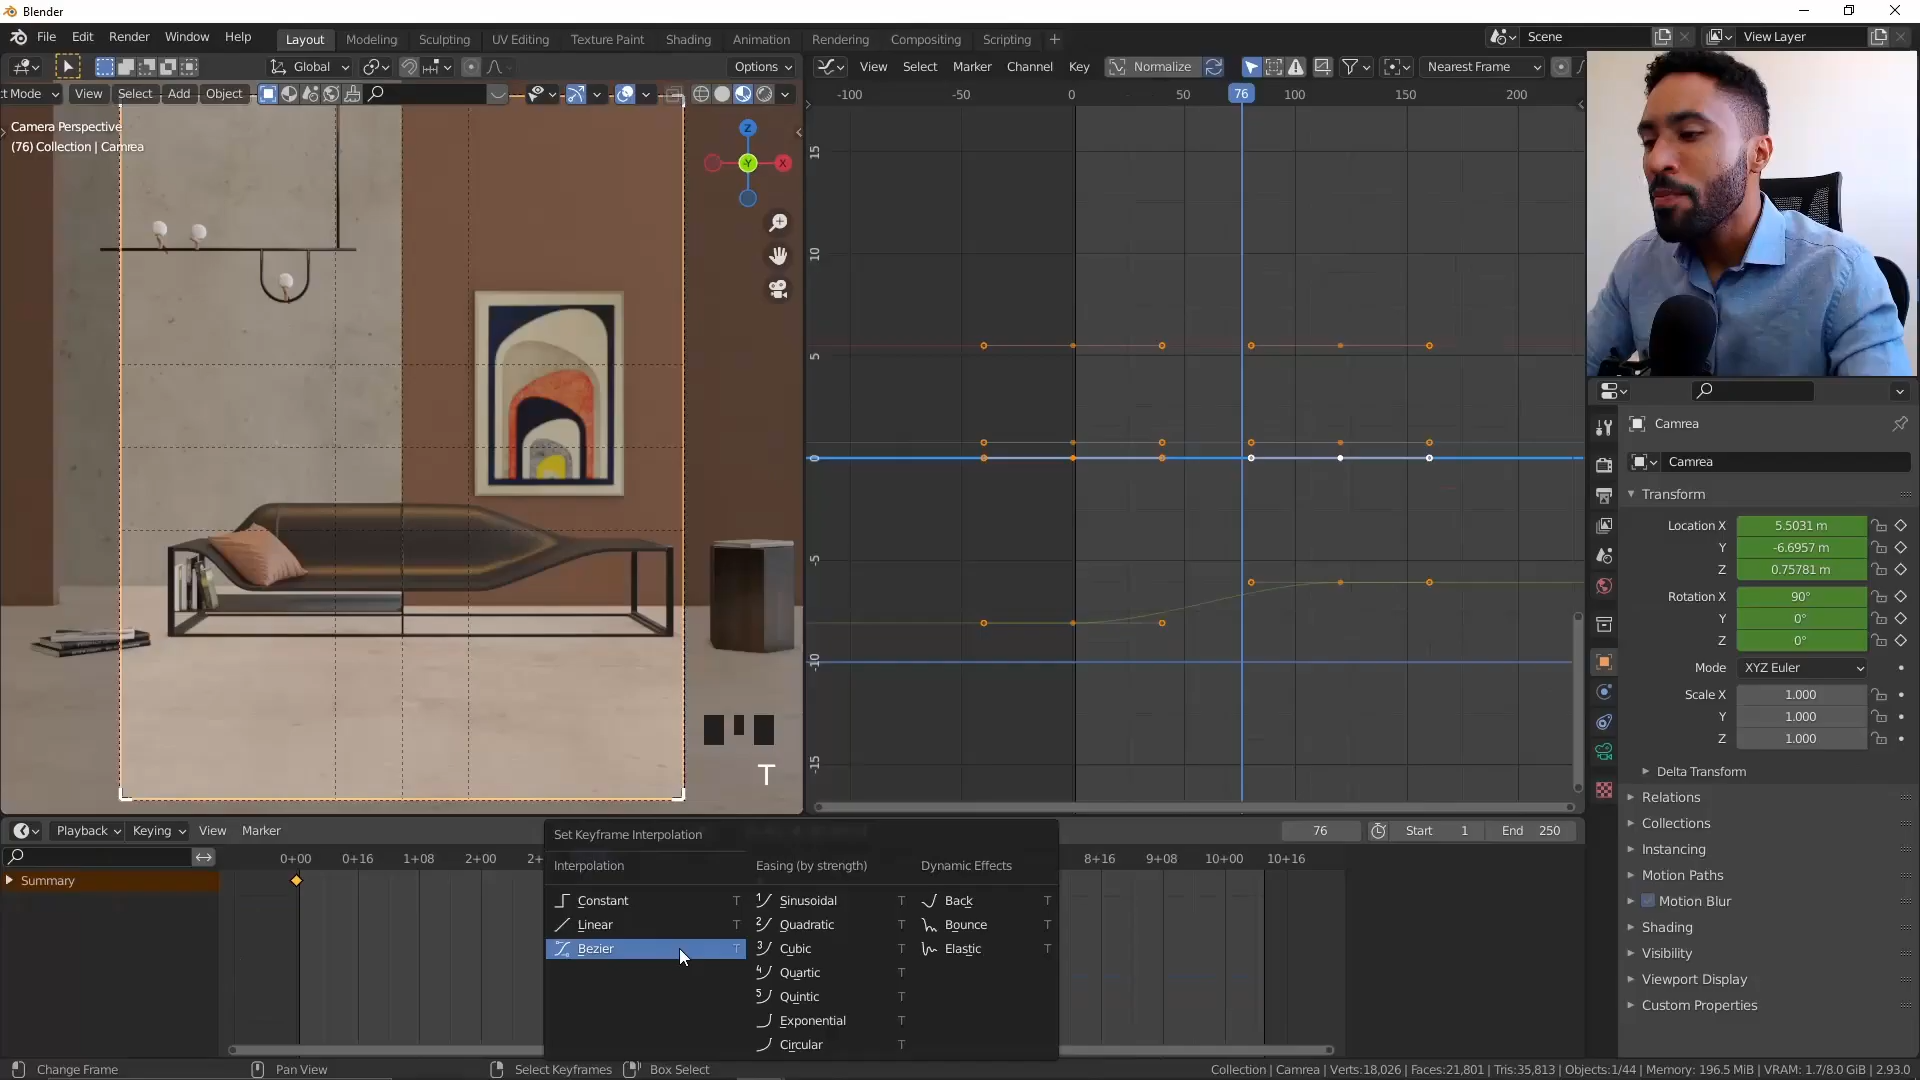 Blender
File Edit Render Window Help Layout Modeling Sculpting UV Editing Texture Paint Shading Animation Rendering Compositing Scripting + Scene View Layer
Global Options View Select Marker Channel Key Normalize Nearest Frame
ct Mode View Select Add Object -100 -50 0 50 76 100 150 200
Camera Perspective
(76) Collection | Camrea
Z
Y
X
15
10
5
0
-5
-10
-15
T
Camrea
Camrea
Transform
Location X 5.5031 m
Y -6.6957 m
Z 0.75781 m
Rotation X 90°
Y 0°
Z 0°
Mode XYZ Euler
Scale X 1.000
Y 1.000
Z 1.000
Delta Transform
Relations
Collections
Instancing
Motion Paths
Motion Blur
Shading
Visibility
Viewport Display
Custom Properties
Playback Keying View Marker 76 Start 1 End 250
0+00 0+16 1+08 2+00 2+ 8+16 9+08 10+00 10+16
Summary
Set Keyframe Interpolation
Interpolation Easing (by strength) Dynamic Effects
Constant T Sinusoidal T Back T
Linear T Quadratic T Bounce T
Bezier T Cubic T Elastic T
Quartic T
Quintic T
Exponential T
Circular T
Change Frame Pan View Select Keyframes Box Select Collection | Camrea | Verts:18,026 | Faces:21,801 | Tris:35,813 | Objects:1/44 | Memory: 196.5 MiB | VRAM: 1.7/8.0 GiB | 2.93.0